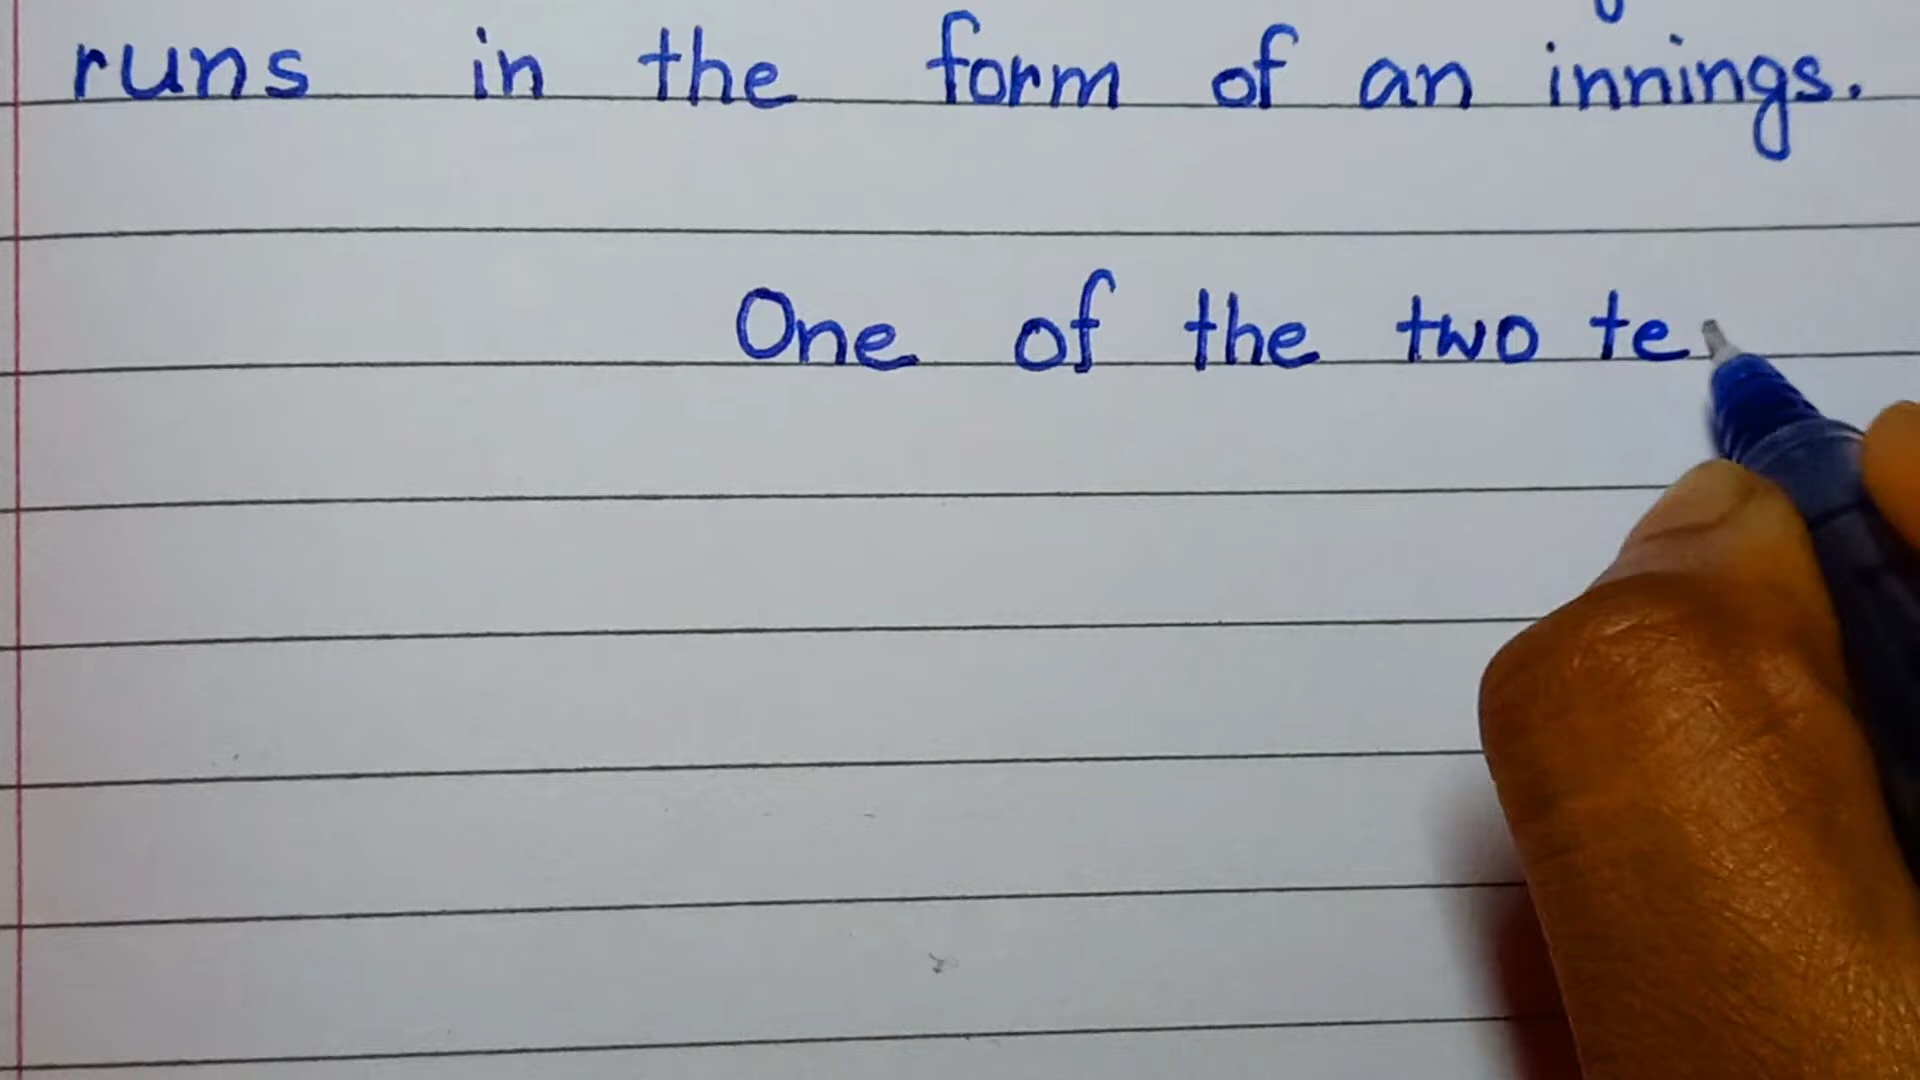 runs in the form of an innings.
One of the two te